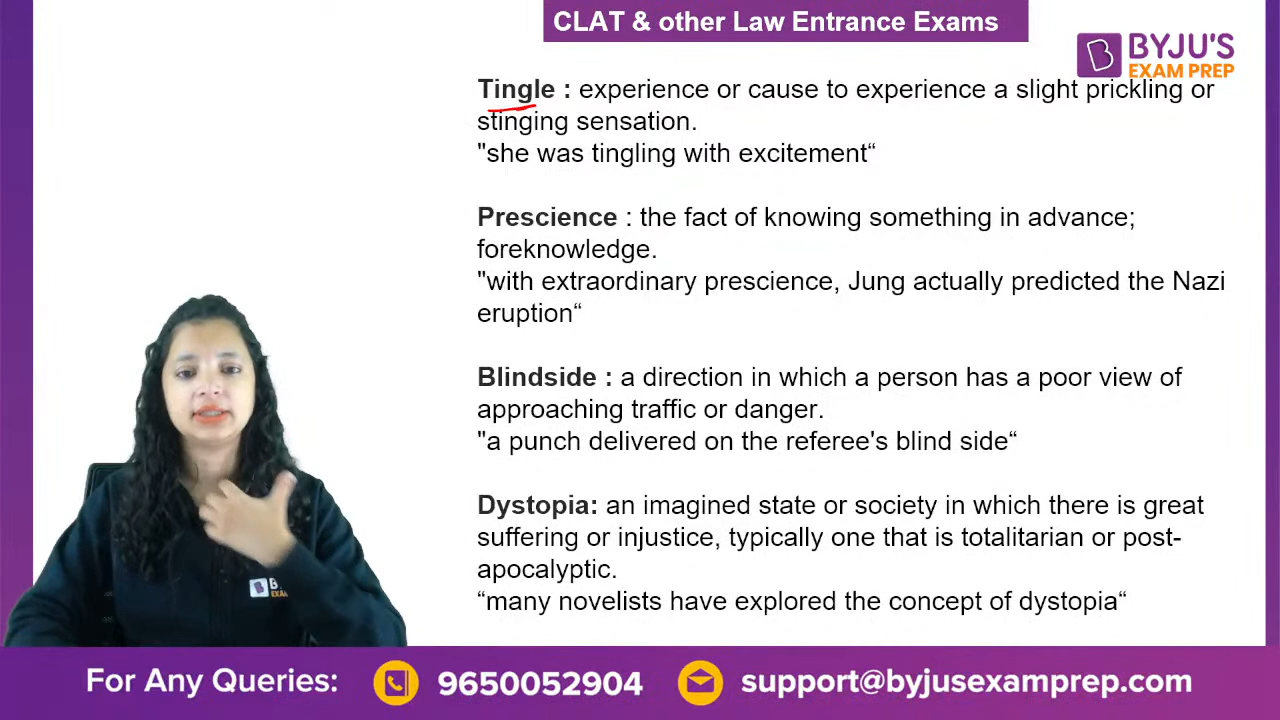 CLAT & other Law Entrance Exams
BYJU'S
EXAM PREP
Tingle : experience or cause to experience a slight prickling or
stinging sensation.
"she was tingling with excitement“
Prescience : the fact of knowing something in advance;
foreknowledge.
"with extraordinary prescience, Jung actually predicted the Nazi
eruption“
Blindside : a direction in which a person has a poor view of
approaching traffic or danger.
"a punch delivered on the referee's blind side“
Dystopia: an imagined state or society in which there is great
suffering or injustice, typically one that is totalitarian or post-
apocalyptic.
“many novelists have explored the concept of dystopia“
For Any Queries: 9650052904 support@byjusexamprep.com